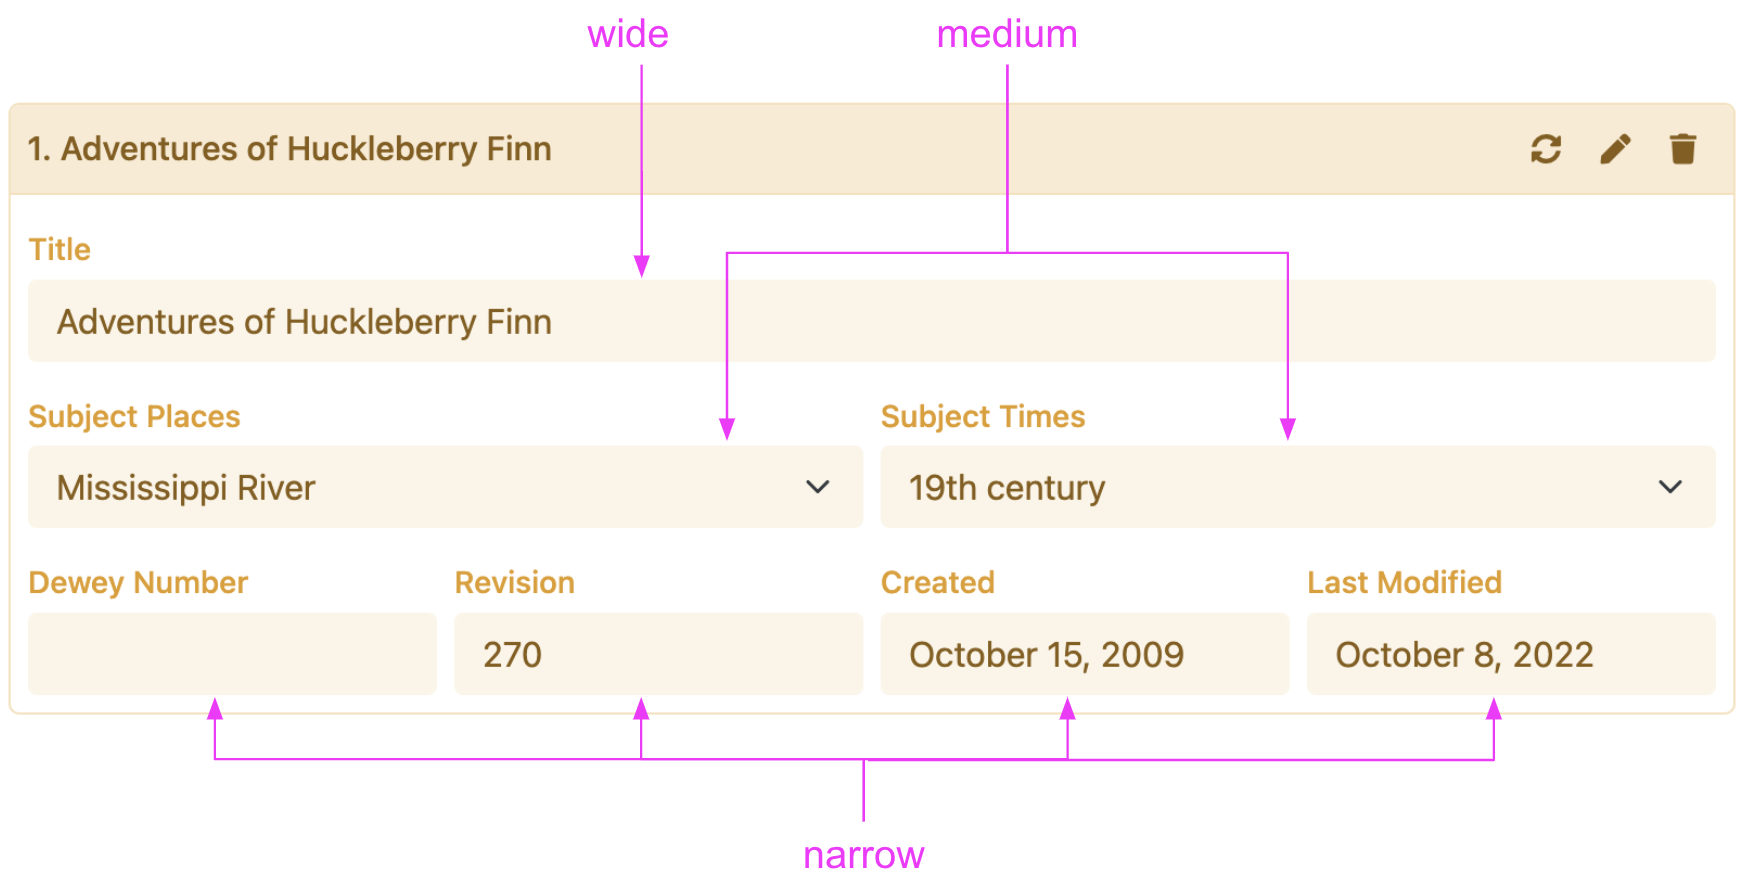 wide
medium
1. Adventures of Huckleberry Finn
Title
Adventures of Huckleberry Finn
Subject Places
Subject Times
Mississippi River
19th century
Dewey Number
Revision
Created
Last Modified
270
October 15, 2009
October 8, 2022
narrow